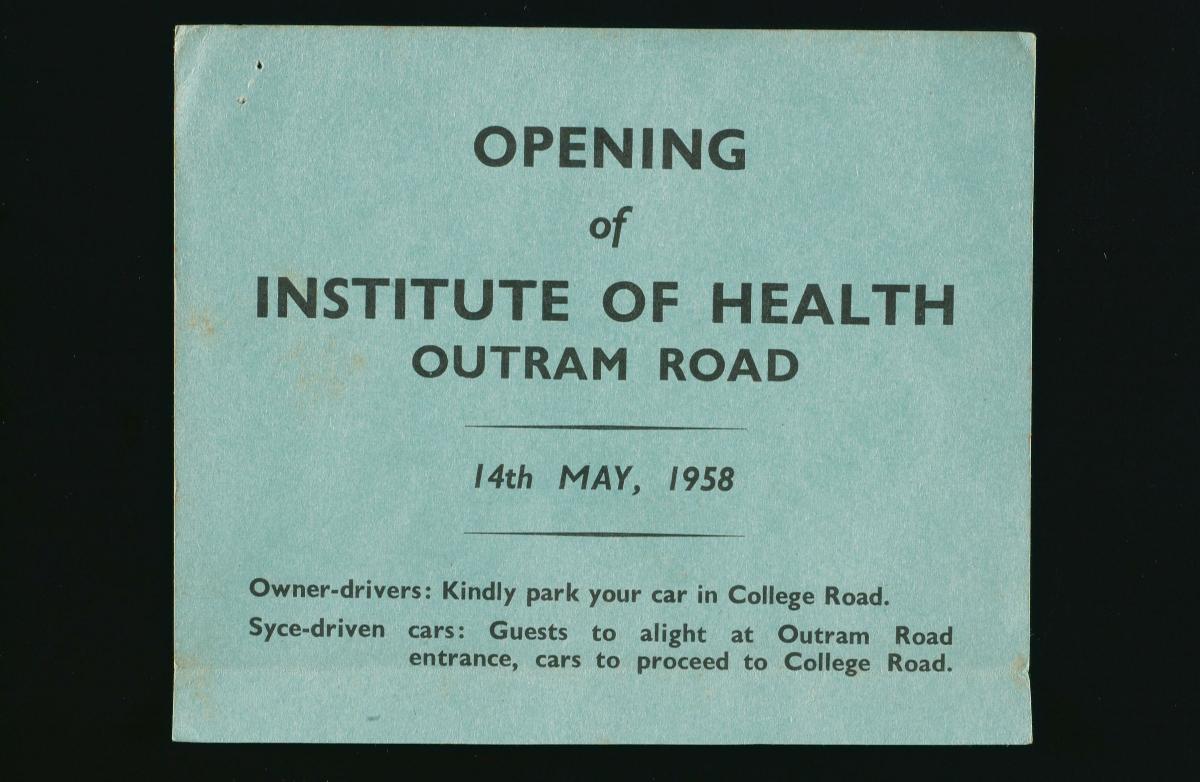 OPENING
of
INSTITUTE OF HEALTH
OUTRAM ROAD
14th MAY, 1958
Owner-drivers: Kindly park your car in College Road.
Syce-driven cars: Guests to alight at Outram Road
entrance, cars to proceed to College Road.